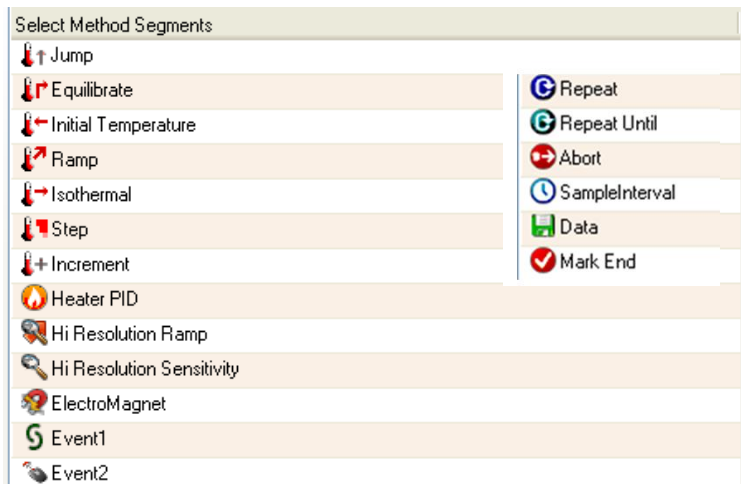 Select Method Segments
Jump
Equilibrate
Initial Temperature
Ramp
Isothermal
Step
Increment
Heater PID
Hi Resolution Ramp
Hi Resolution Sensitivity
ElectroMagnet
Event1
Event2
Repeat
Repeat Until
Abort
SampleInterval
Data
Mark End